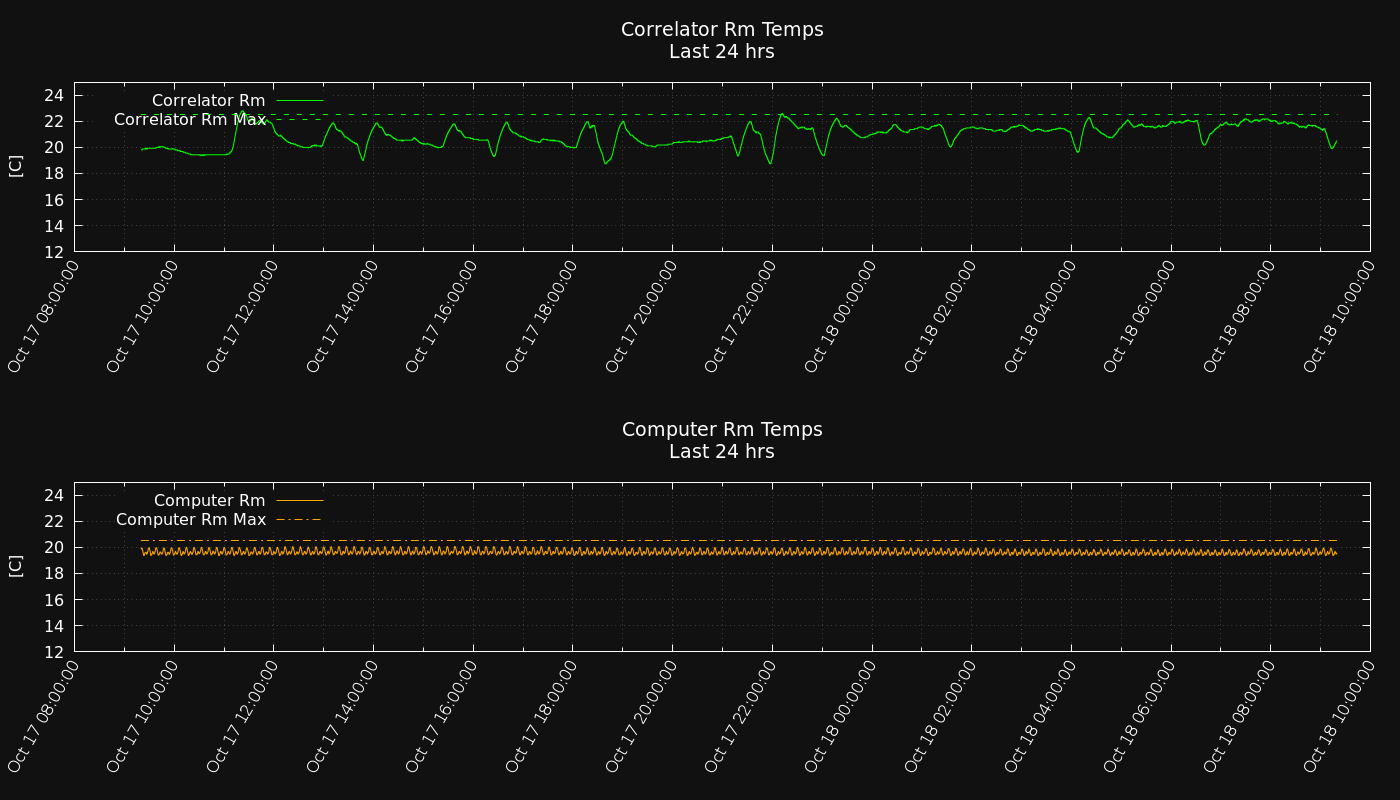 Correlator Rm Temps
Last 24 hrs
Correlator Rm
Correlator Rm Max
[C]
24
22
20
18
16
14
12
Oct 17 08:00:00
Oct 17 10:00:00
Oct 17 12:00:00
Oct 17 14:00:00
Oct 17 16:00:00
Oct 17 18:00:00
Oct 17 20:00:00
Oct 17 22:00:00
Oct 18 00:00:00
Oct 18 02:00:00
Oct 18 04:00:00
Oct 18 06:00:00
Oct 18 08:00:00
Oct 18 10:00:00
Computer Rm Temps
Last 24 hrs
Computer Rm
Computer Rm Max
[C]
24
22
20
18
16
14
12
Oct 17 08:00:00
Oct 17 10:00:00
Oct 17 12:00:00
Oct 17 14:00:00
Oct 17 16:00:00
Oct 17 18:00:00
Oct 17 20:00:00
Oct 17 22:00:00
Oct 18 00:00:00
Oct 18 02:00:00
Oct 18 04:00:00
Oct 18 06:00:00
Oct 18 08:00:00
Oct 18 10:00:00